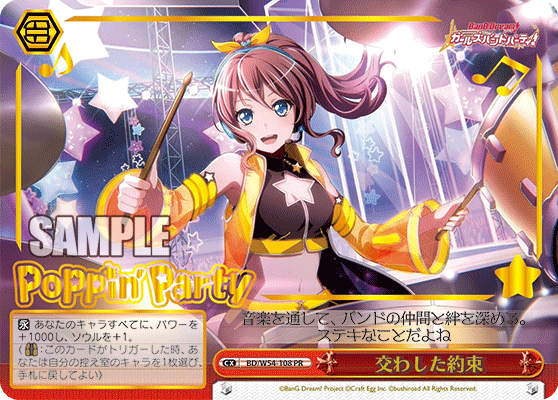 BanG Dream!
ガールズバンドパーティ!
SAMPLE
Poppin'Party
永 あなたのキャラすべてに、パワーを
+1000し、ソウルを+1。
( :このカードがトリガーした時、あ
なたは自分の控え室のキャラを1枚選び、
手札に戻してよい)
音楽を通して、バンドの仲間と絆を深める。
ステキなことだよね
CX BD/W54-108 PR
交わした約束
©BanG Dream! Project ©Craft Egg Inc. ©bushiroad All Rights Reserved.